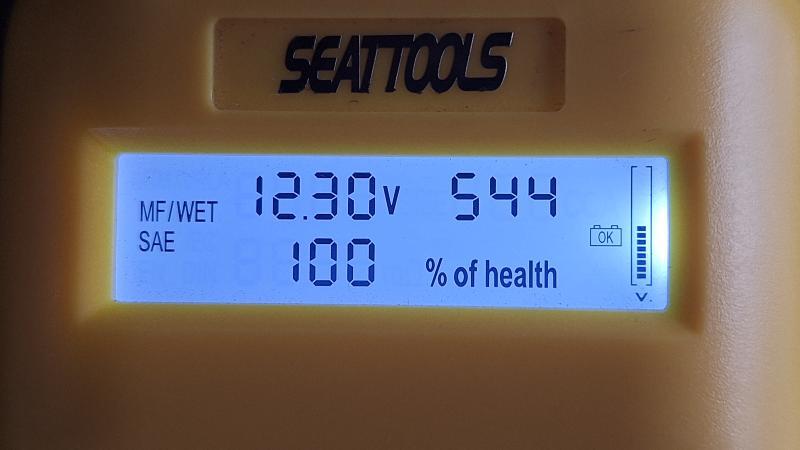 SEATTOOLS
MF/WET 12.30V 544
SAE 100 % of health
OK
V